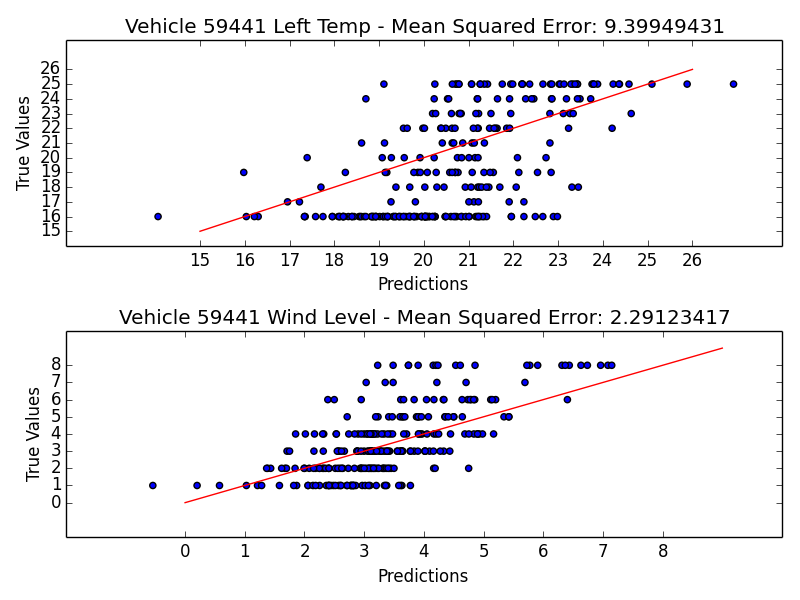 Vehicle 59441 Left Temp - Mean Squared Error: 9.39949431
True Values
26
25
24
23
22
21
20
19
18
17
16
15
15 16 17 18 19 20 21 22 23 24 25 26
Predictions
Vehicle 59441 Wind Level - Mean Squared Error: 2.29123417
True Values
8
7
6
5
4
3
2
1
0
0 1 2 3 4 5 6 7 8
Predictions